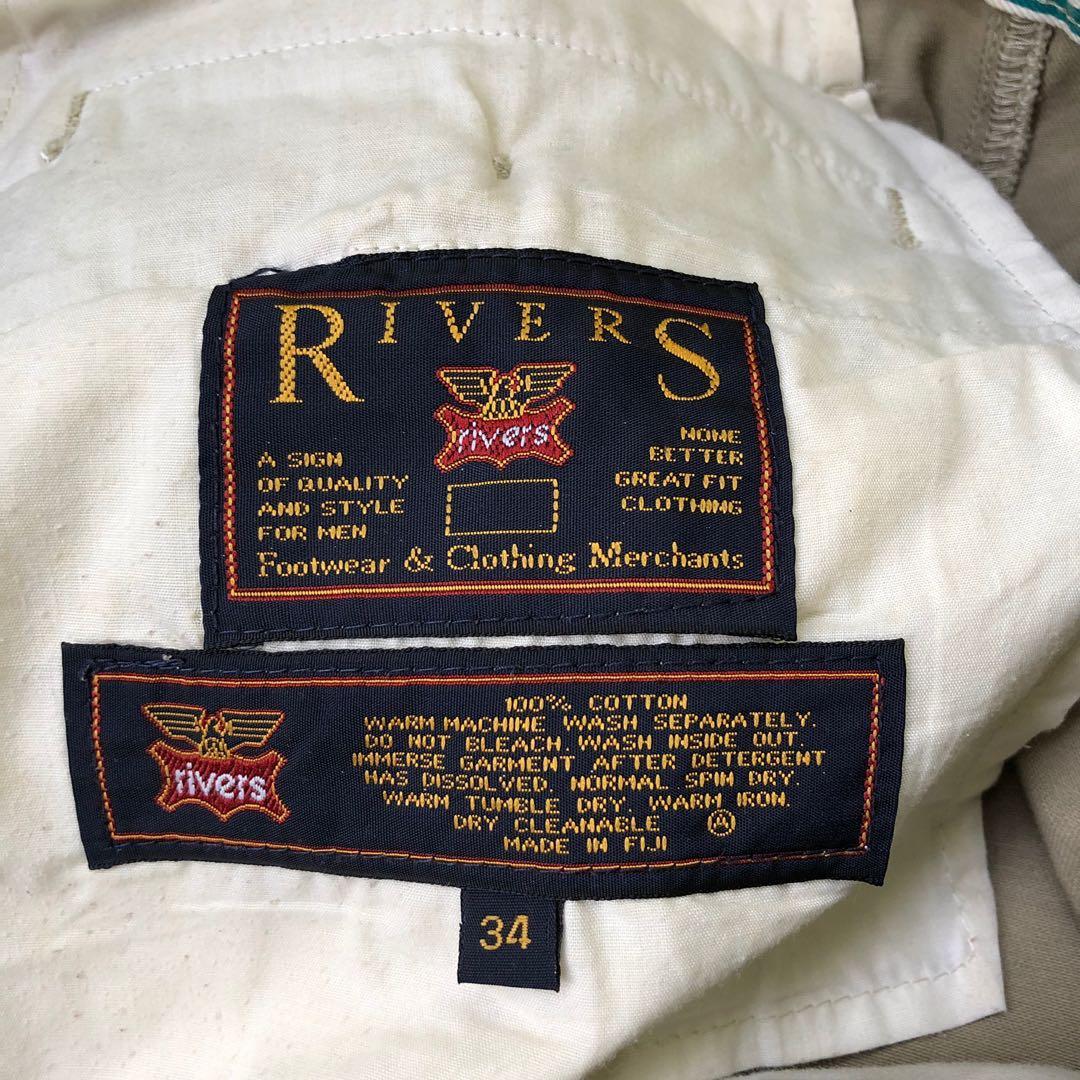 RIVERS
rivers
A SIGN
OF QUALITY
AND STYLE
FOR MEN
NONE
BETTER
GREAT FIT
CLOTHING
Footwear & Clothing Merchants
rivers
100% COTTON
WARM MACHINE WASH SEPARATELY.
DO NOT BLEACH. WASH INSIDE OUT.
IMMERSE GARMENT AFTER DETERGENT
HAS DISSOLVED. NORMAL SPIN DRY.
WARM TUMBLE DRY. WARM IRON.
DRY CLEANABLE Ⓐ
MADE IN FIJI
34